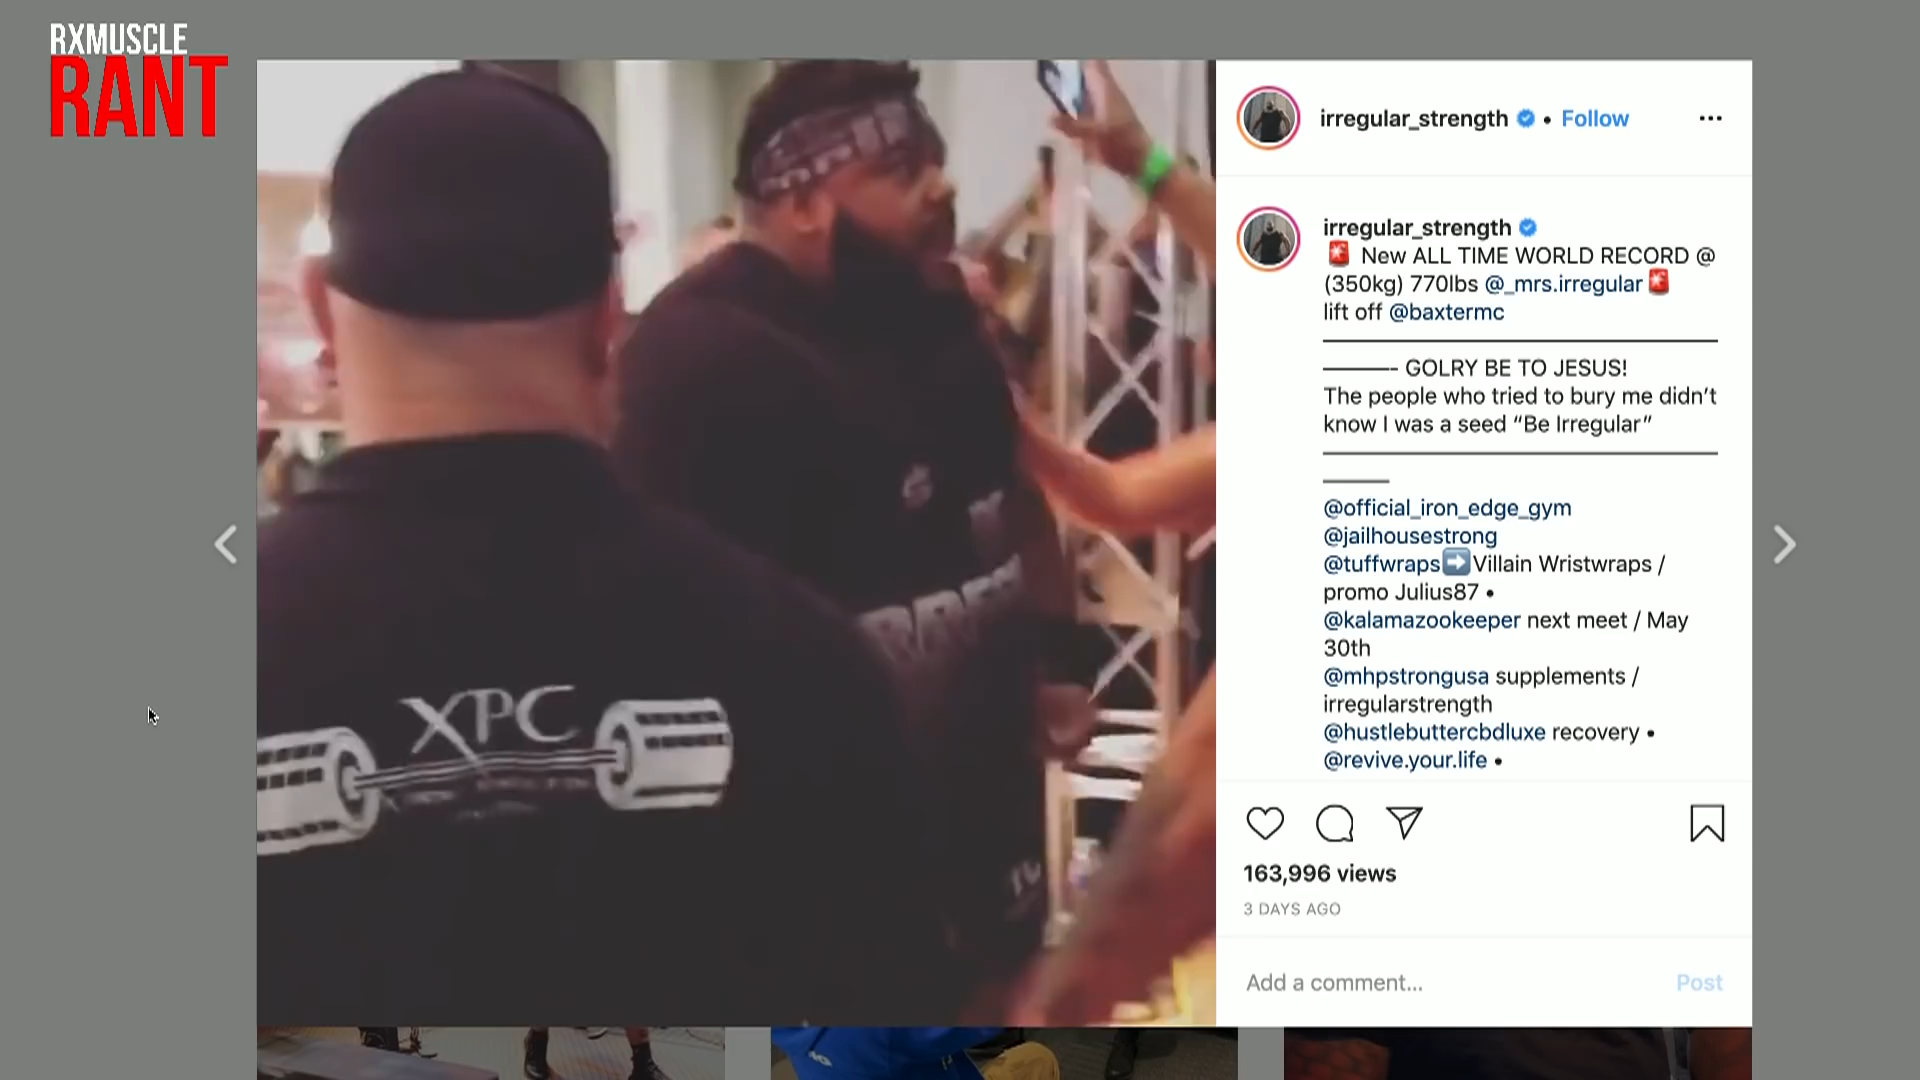 RXMUSCLE
RANT
XPC
irregular_strength • Follow
irregular_strength
New ALL TIME WORLD RECORD @
(350kg) 770lbs @_mrs.irregular
lift off @baxtermc
GOLRY BE TO JESUS!
The people who tried to bury me didn’t
know I was a seed “Be Irregular”
@official_iron_edge_gym
@jailhousestrong
@tuffwraps➡️Villain Wristwraps /
promo Julius87 •
@kalamazookeeper next meet / May
30th
@mhpstrongusa supplements /
irregularstrength
@hustlebuttercbdluxe recovery •
@revive.your.life •
163,996 views
3 DAYS AGO
Add a comment...
Post